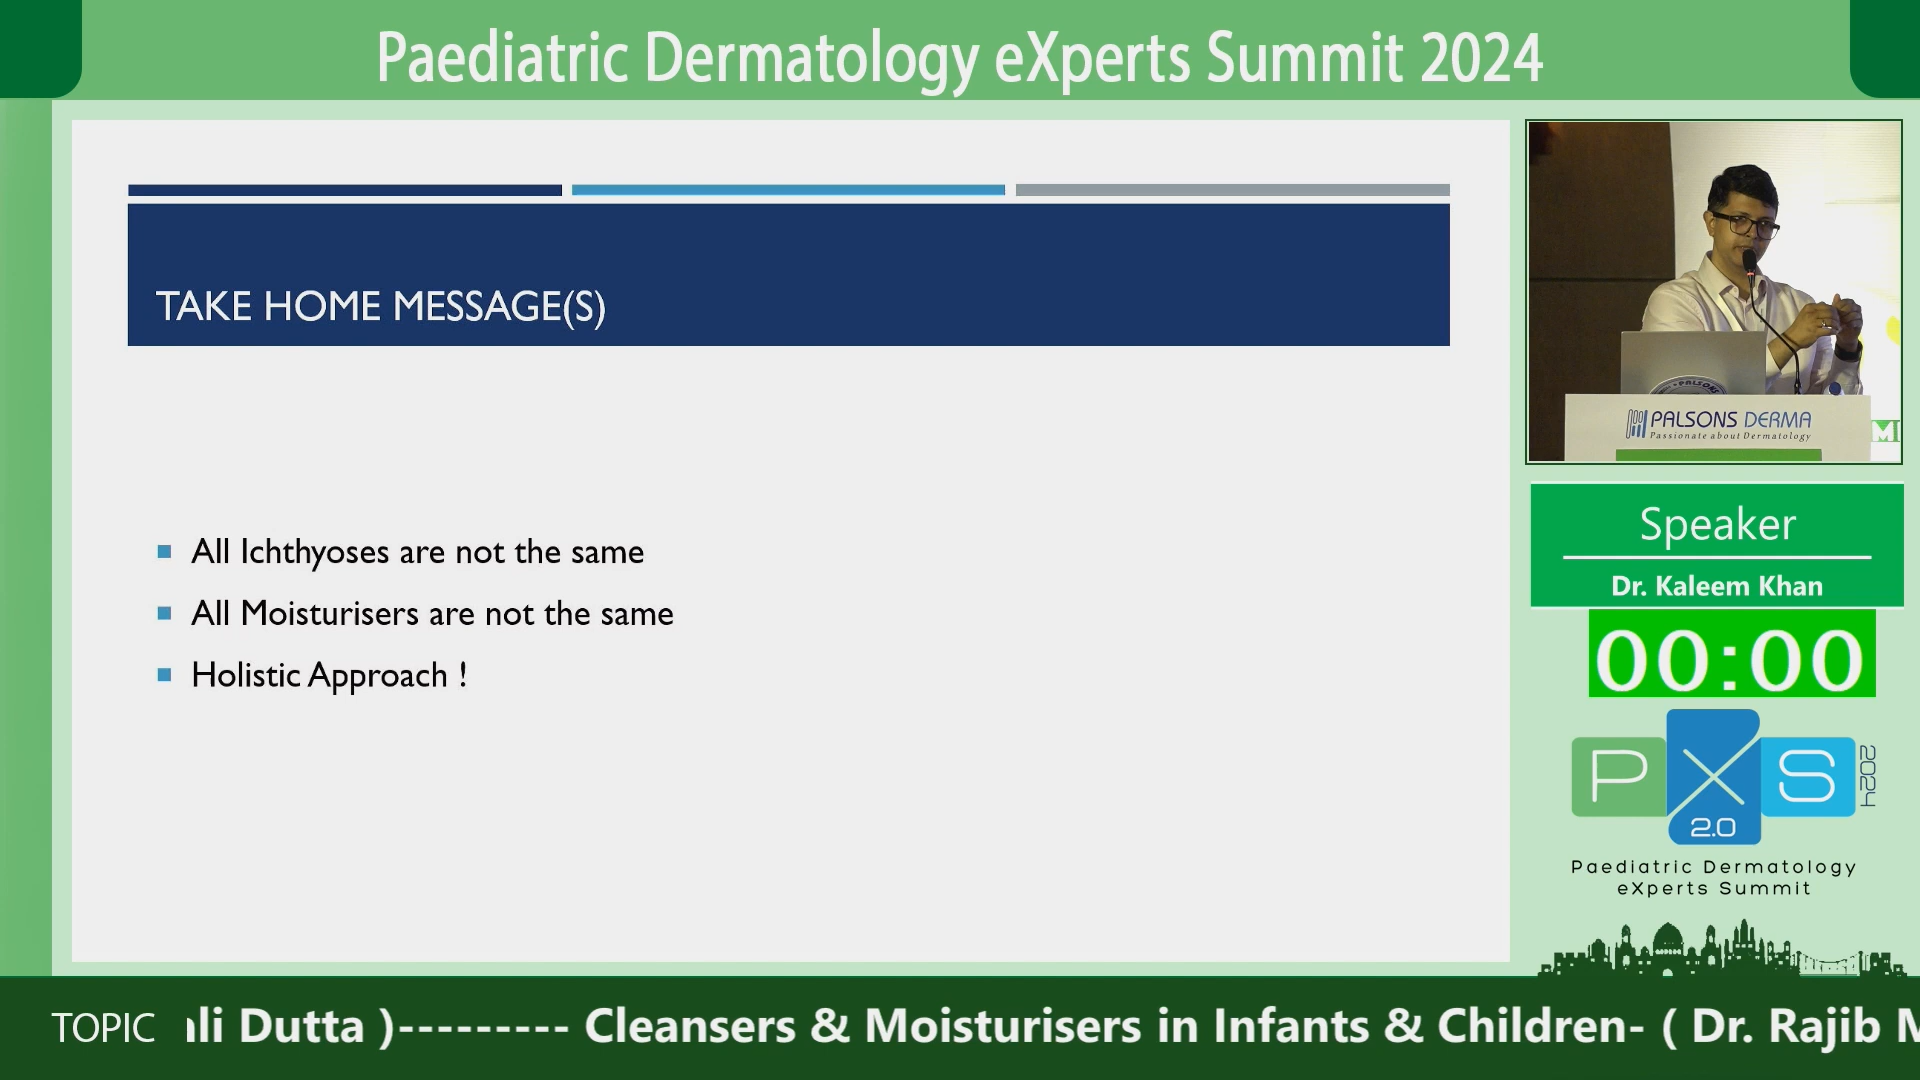 Paediatric Dermatology eXperts Summit 2024
TAKE HOME MESSAGE(S)
All Ichthyoses are not the same
All Moisturisers are not the same
Holistic Approach !
PALSONS
PALSONS DERMA
Passionate about Dermatology
M
Speaker
Dr. Kaleem Khan
00:00
P X S 2024
2.0
Paediatric Dermatology
eXperts Summit
TOPIC li Dutta )--------- Cleansers & Moisturisers in Infants & Children- ( Dr. Rajib